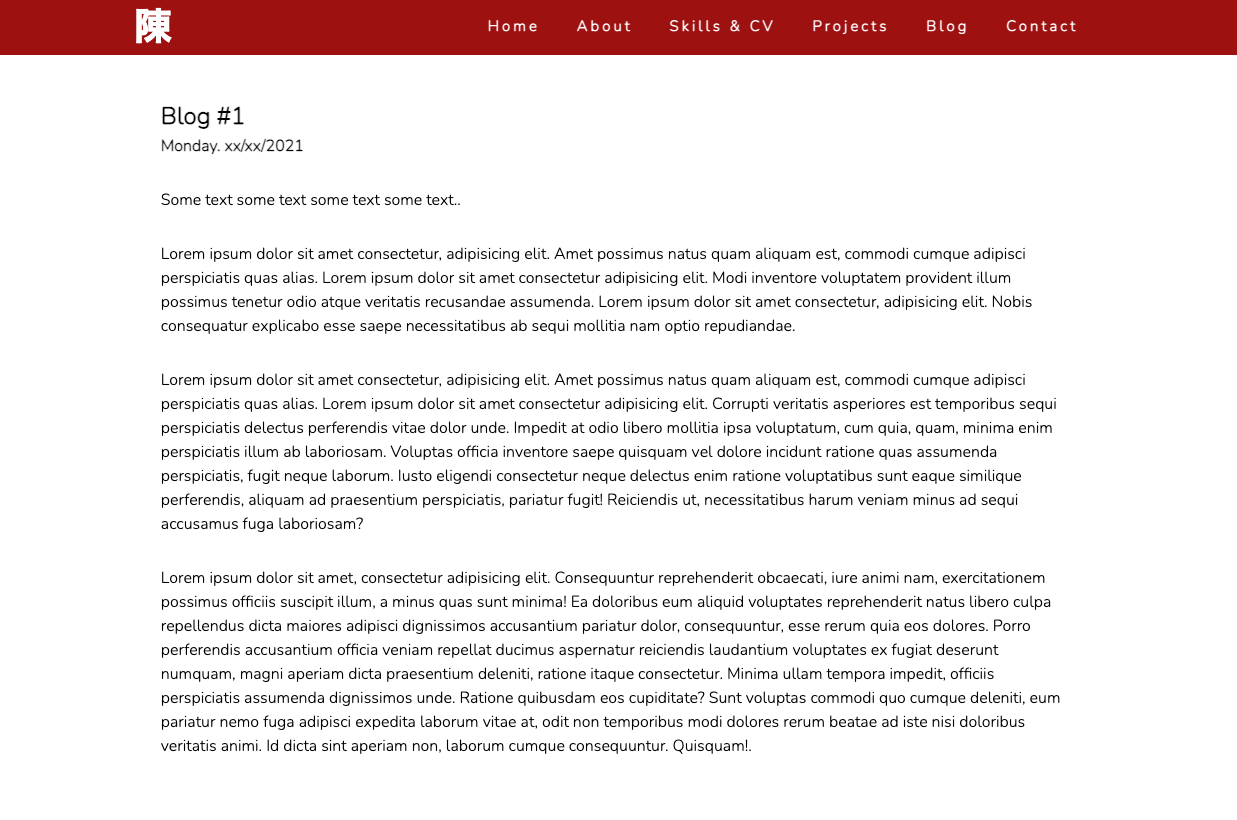 陳 Home About Skills & CV Projects Blog Contact
Blog #1
Monday. xx/xx/2021
Some text some text some text some text..
Lorem ipsum dolor sit amet consectetur, adipisicing elit. Amet possimus natus quam aliquam est, commodi cumque adipisci
perspiciatis quas alias. Lorem ipsum dolor sit amet consectetur adipisicing elit. Modi inventore voluptatem provident illum
possimus tenetur odio atque veritatis recusandae assumenda. Lorem ipsum dolor sit amet consectetur, adipisicing elit. Nobis
consequatur explicabo esse saepe necessitatibus ab sequi mollitia nam optio repudiandae.
Lorem ipsum dolor sit amet consectetur, adipisicing elit. Amet possimus natus quam aliquam est, commodi cumque adipisci
perspiciatis quas alias. Lorem ipsum dolor sit amet consectetur adipisicing elit. Corrupti veritatis asperiores est temporibus sequi
perspiciatis delectus perferendis vitae dolor unde. Impedit at odio libero mollitia ipsa voluptatum, cum quia, quam, minima enim
perspiciatis illum ab laboriosam. Voluptas officia inventore saepe quisquam vel dolore incidunt ratione quas assumenda
perspiciatis, fugit neque laborum. Iusto eligendi consectetur neque delectus enim ratione voluptatibus sunt eaque similique
perferendis, aliquam ad praesentium perspiciatis, pariatur fugit! Reiciendis ut, necessitatibus harum veniam minus ad sequi
accusamus fuga laboriosam?
Lorem ipsum dolor sit amet, consectetur adipisicing elit. Consequuntur reprehenderit obcaecati, iure animi nam, exercitationem
possimus officiis suscipit illum, a minus quas sunt minima! Ea doloribus eum aliquid voluptates reprehenderit natus libero culpa
repellendus dicta maiores adipisci dignissimos accusantium pariatur dolor, consequuntur, esse rerum quia eos dolores. Porro
perferendis accusantium officia veniam repellat ducimus aspernatur reiciendis laudantium voluptates ex fugiat deserunt
numquam, magni aperiam dicta praesentium deleniti, ratione itaque consectetur. Minima ullam tempora impedit, officiis
perspiciatis assumenda dignissimos unde. Ratione quibusdam eos cupiditate? Sunt voluptas commodi quo cumque deleniti, eum
pariatur nemo fuga adipisci expedita laborum vitae at, odit non temporibus modi dolores rerum beatae ad iste nisi doloribus
veritatis animi. Id dicta sint aperiam non, laborum cumque consequuntur. Quisquam!.